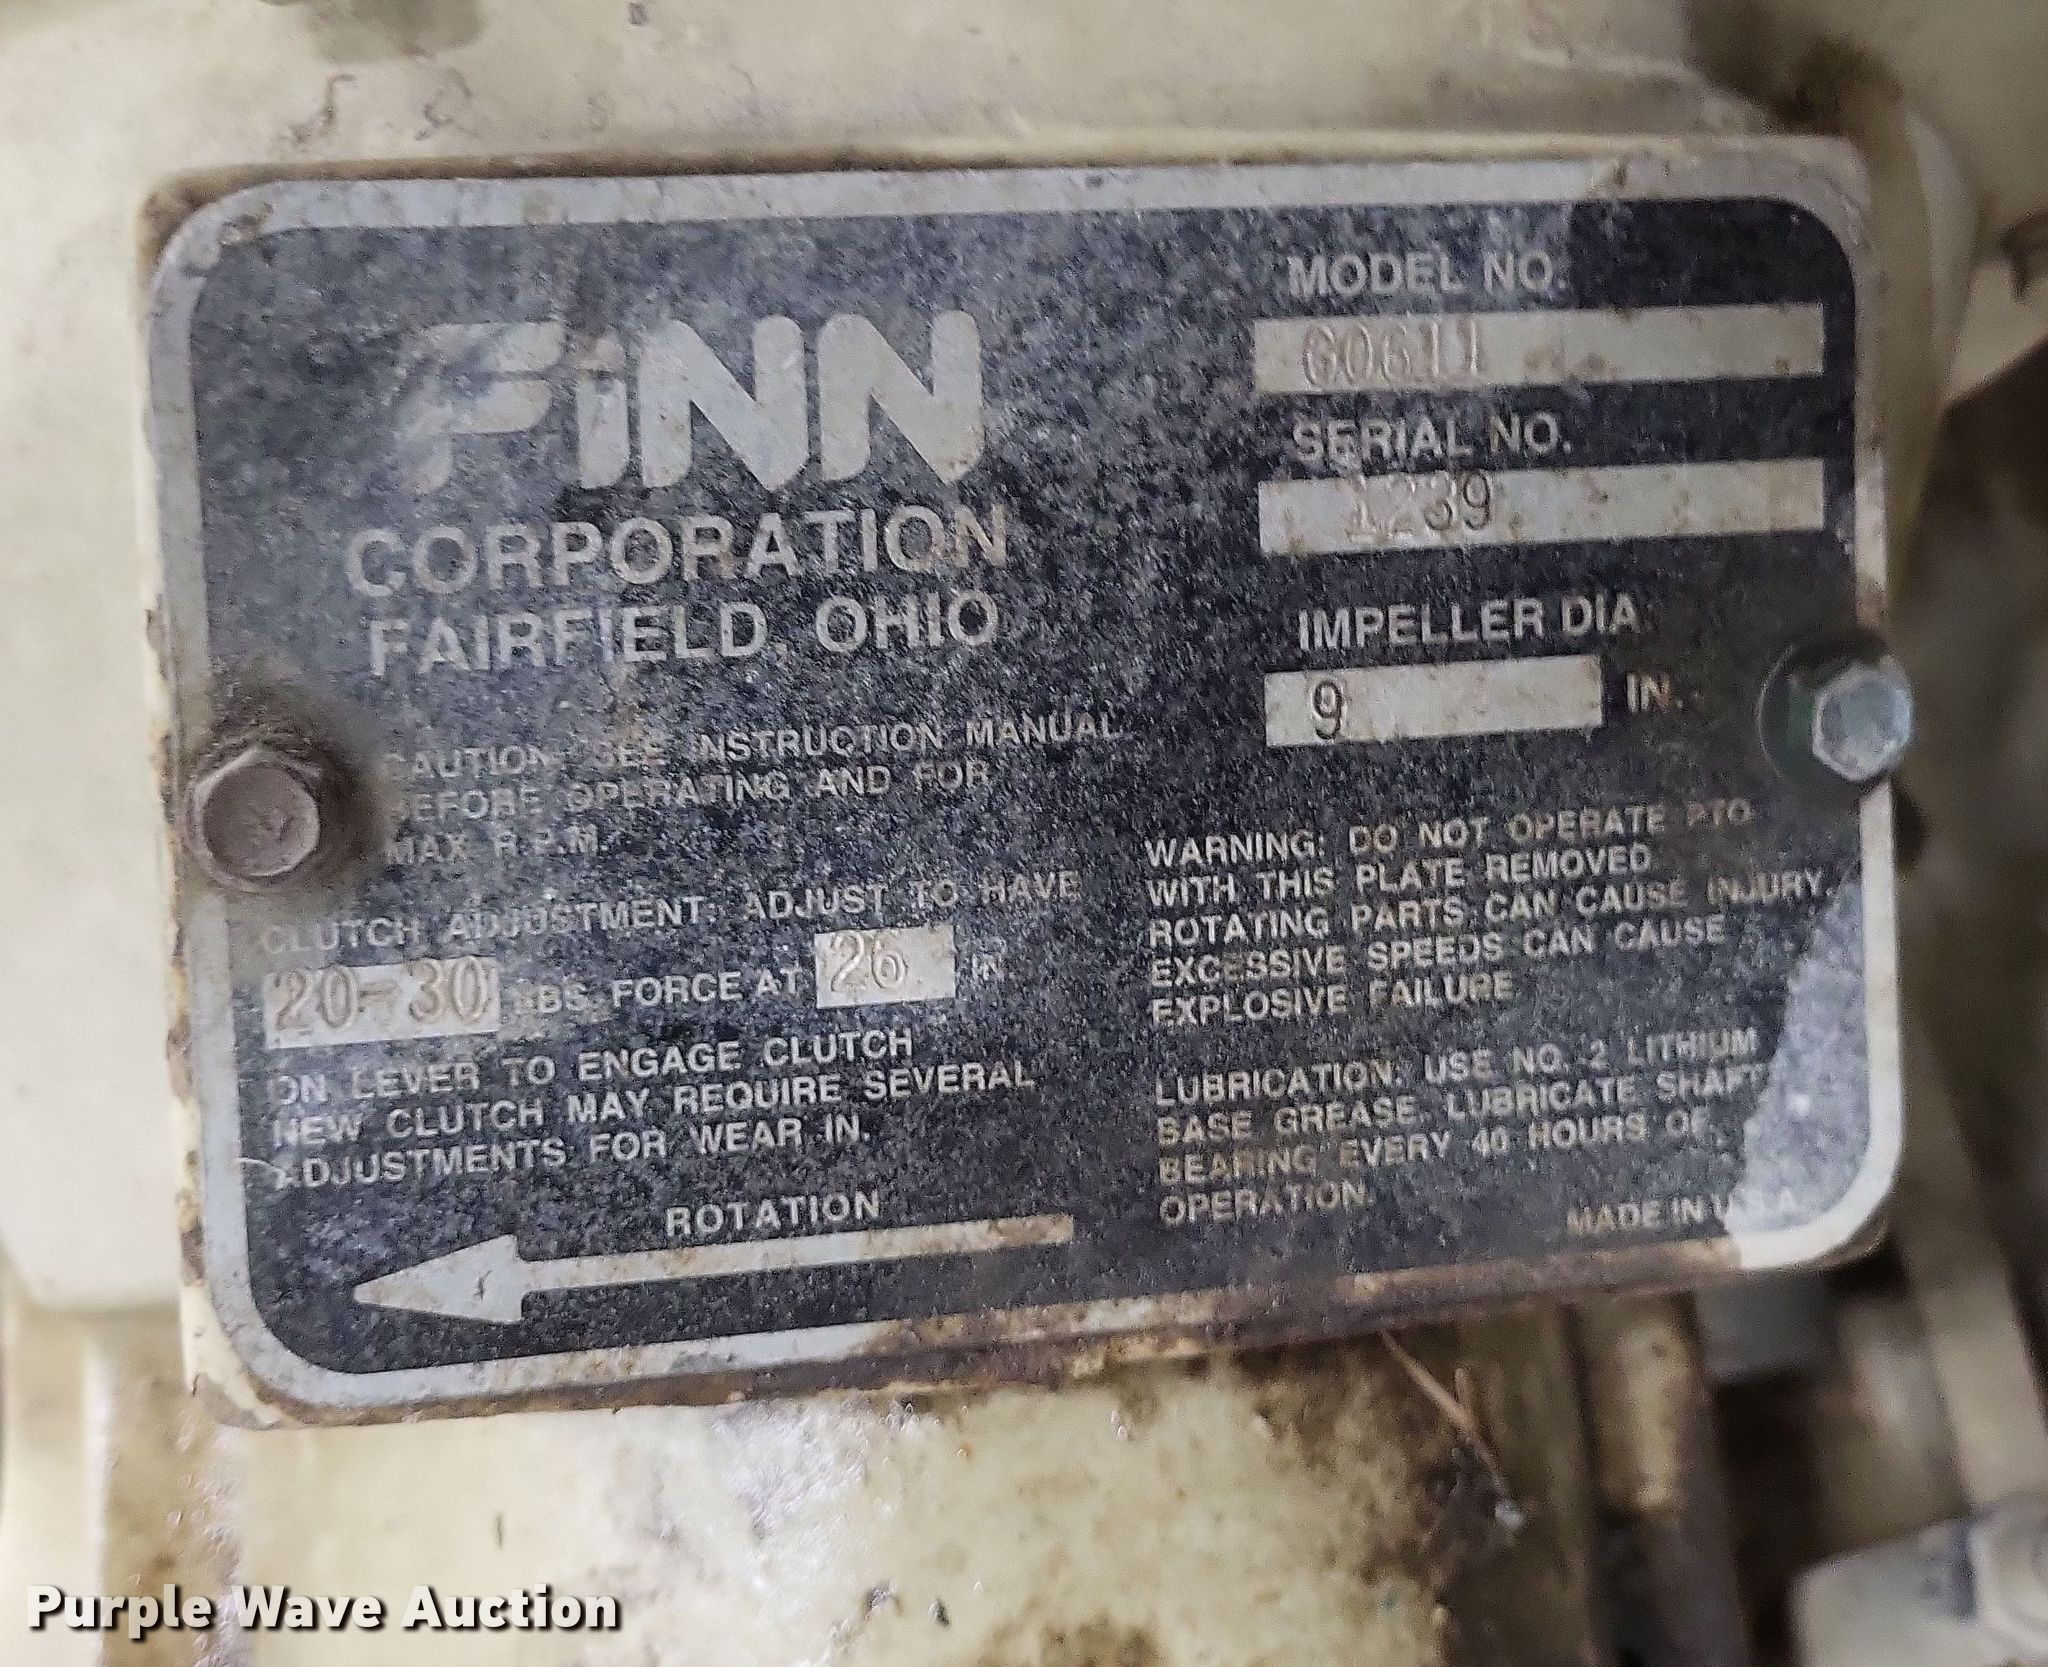 FINN
CORPORATION
FAIRFIELD, OHIO
CAUTION: SEE INSTRUCTION MANUAL
BEFORE OPERATING AND FOR
MAX R.P.M.
CLUTCH ADJUSTMENT: ADJUST TO HAVE
20-30 LBS. FORCE AT 26 IN.
ON LEVER TO ENGAGE CLUTCH
NEW CLUTCH MAY REQUIRE SEVERAL
ADJUSTMENTS FOR WEAR IN.
ROTATION
MODEL NO.
G0611
SERIAL NO.
1239
IMPELLER DIA.
9 IN.
WARNING: DO NOT OPERATE PTO
WITH THIS PLATE REMOVED
ROTATING PARTS CAN CAUSE INJURY.
EXCESSIVE SPEEDS CAN CAUSE
EXPLOSIVE FAILURE
LUBRICATION: USE NO. 2 LITHIUM
BASE GREASE. LUBRICATE SHAFT
BEARING EVERY 40 HOURS OF
OPERATION.
MADE IN U.S.A.
Purple Wave Auction